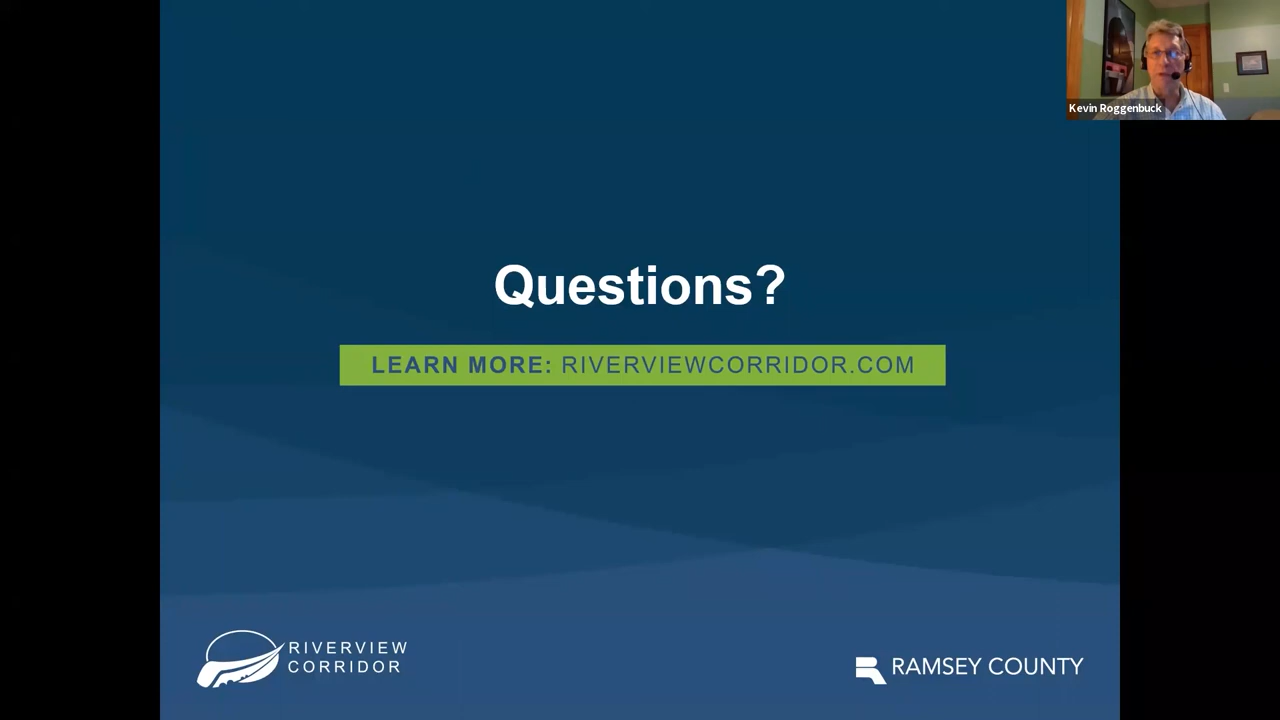 Kevin Roggenbuck
Questions?
LEARN MORE: RIVERVIEWCORRIDOR.COM
RIVERVIEW
CORRIDOR
RAMSEY COUNTY